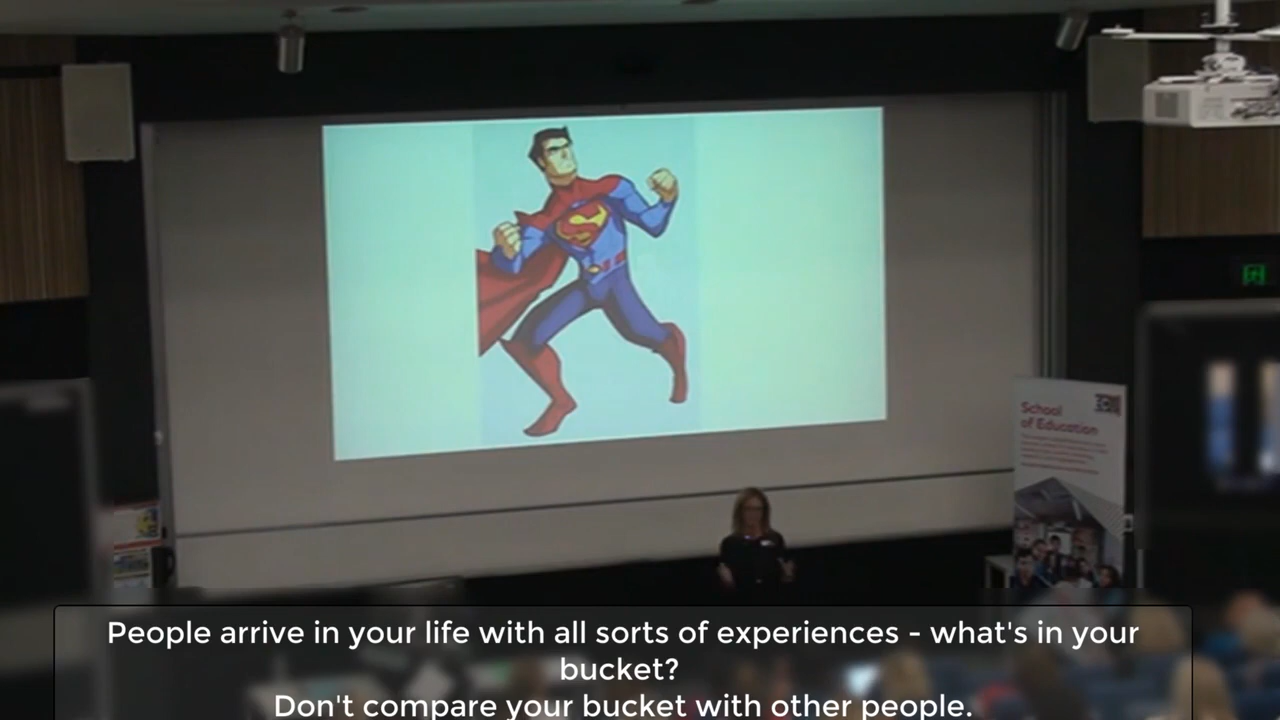 School
of Education
People arrive in your life with all sorts of experiences - what's in your
bucket?
Don't compare your bucket with other people.